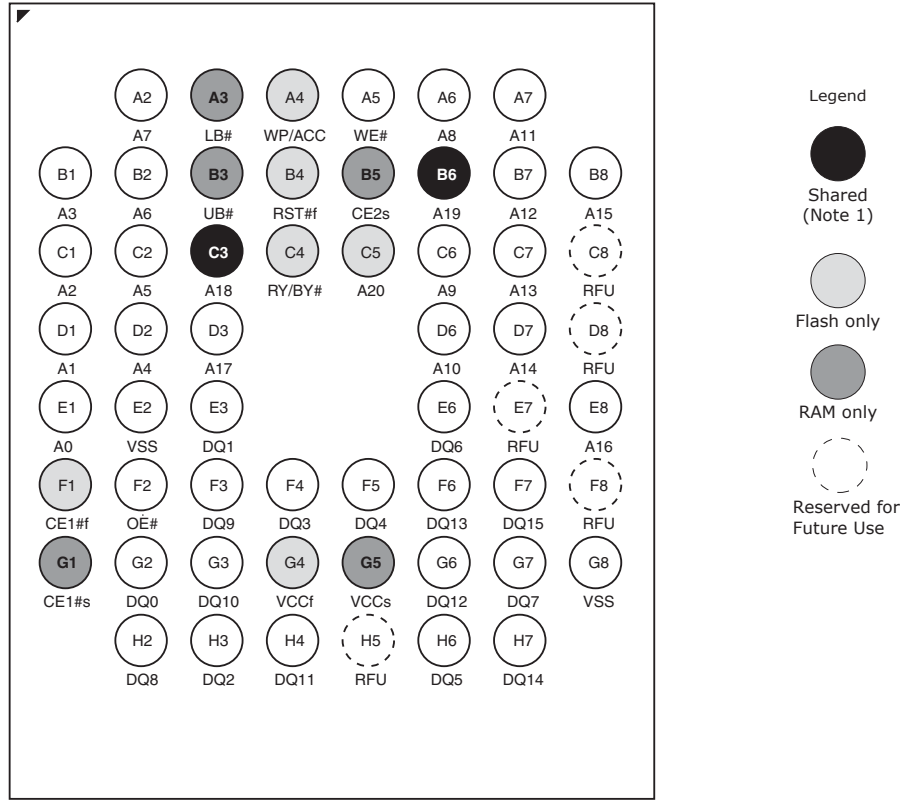 A2 A3 A4 A5 A6 A7
A7 LB# WP/ACC WE# A8 A11
B1 B2 B3 B4 B5 B6 B7 B8
A3 A6 UB# RST#f CE2s A19 A12 A15
C1 C2 C3 C4 C5 C6 C7 C8
A2 A5 A18 RY/BY# A20 A9 A13 RFU
D1 D2 D3 D6 D7 D8
A1 A4 A17 A10 A14 RFU
E1 E2 E3 E6 E7 E8
A0 VSS DQ1 DQ6 RFU A16
F1 F2 F3 F4 F5 F6 F7 F8
CE1#f OE# DQ9 DQ3 DQ4 DQ13 DQ15 RFU
G1 G2 G3 G4 G5 G6 G7 G8
CE1#s DQ0 DQ10 VCCf VCCs DQ12 DQ7 VSS
H2 H3 H4 H5 H6 H7
DQ8 DQ2 DQ11 RFU DQ5 DQ14
Legend
Shared
(Note 1)
Flash only
RAM only
Reserved for
Future Use